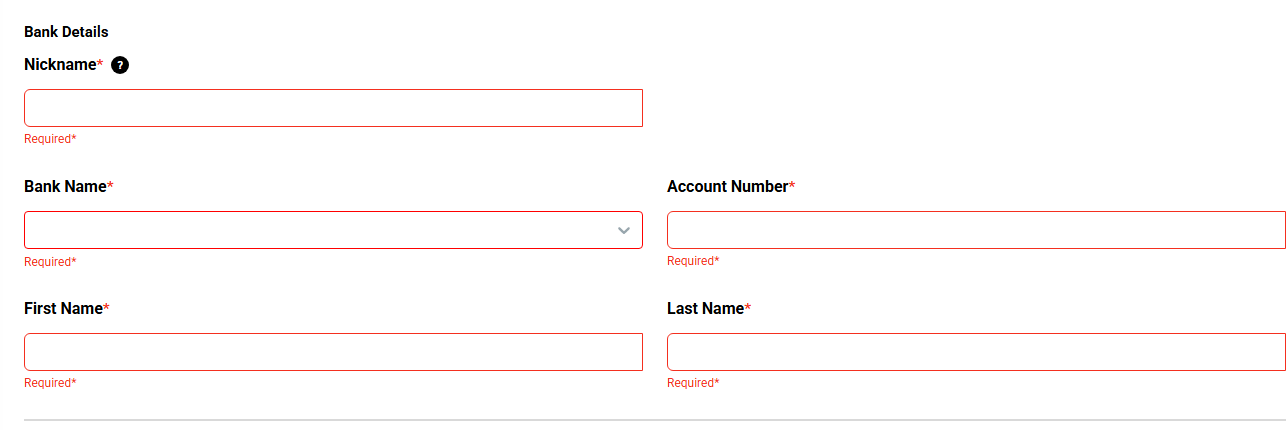 Bank Details
Nickname* ?
Required*
Bank Name*
Account Number*
Required*
Required*
First Name*
Last Name*
Required*
Required*